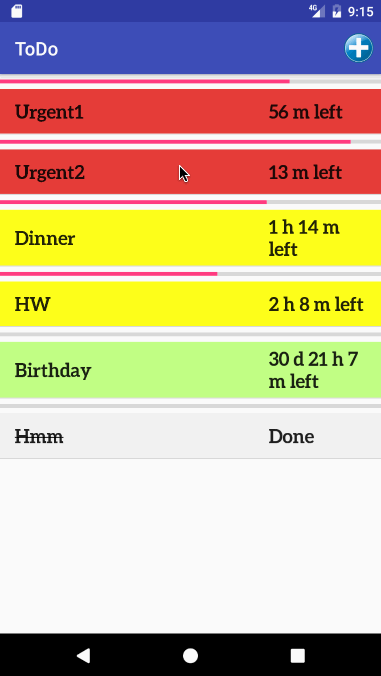 4G 9:15
ToDo
Urgent1 56 m left
Urgent2 13 m left
Dinner 1 h 14 m
left
HW 2 h 8 m left
Birthday 30 d 21 h 7
m left
Hmm Done